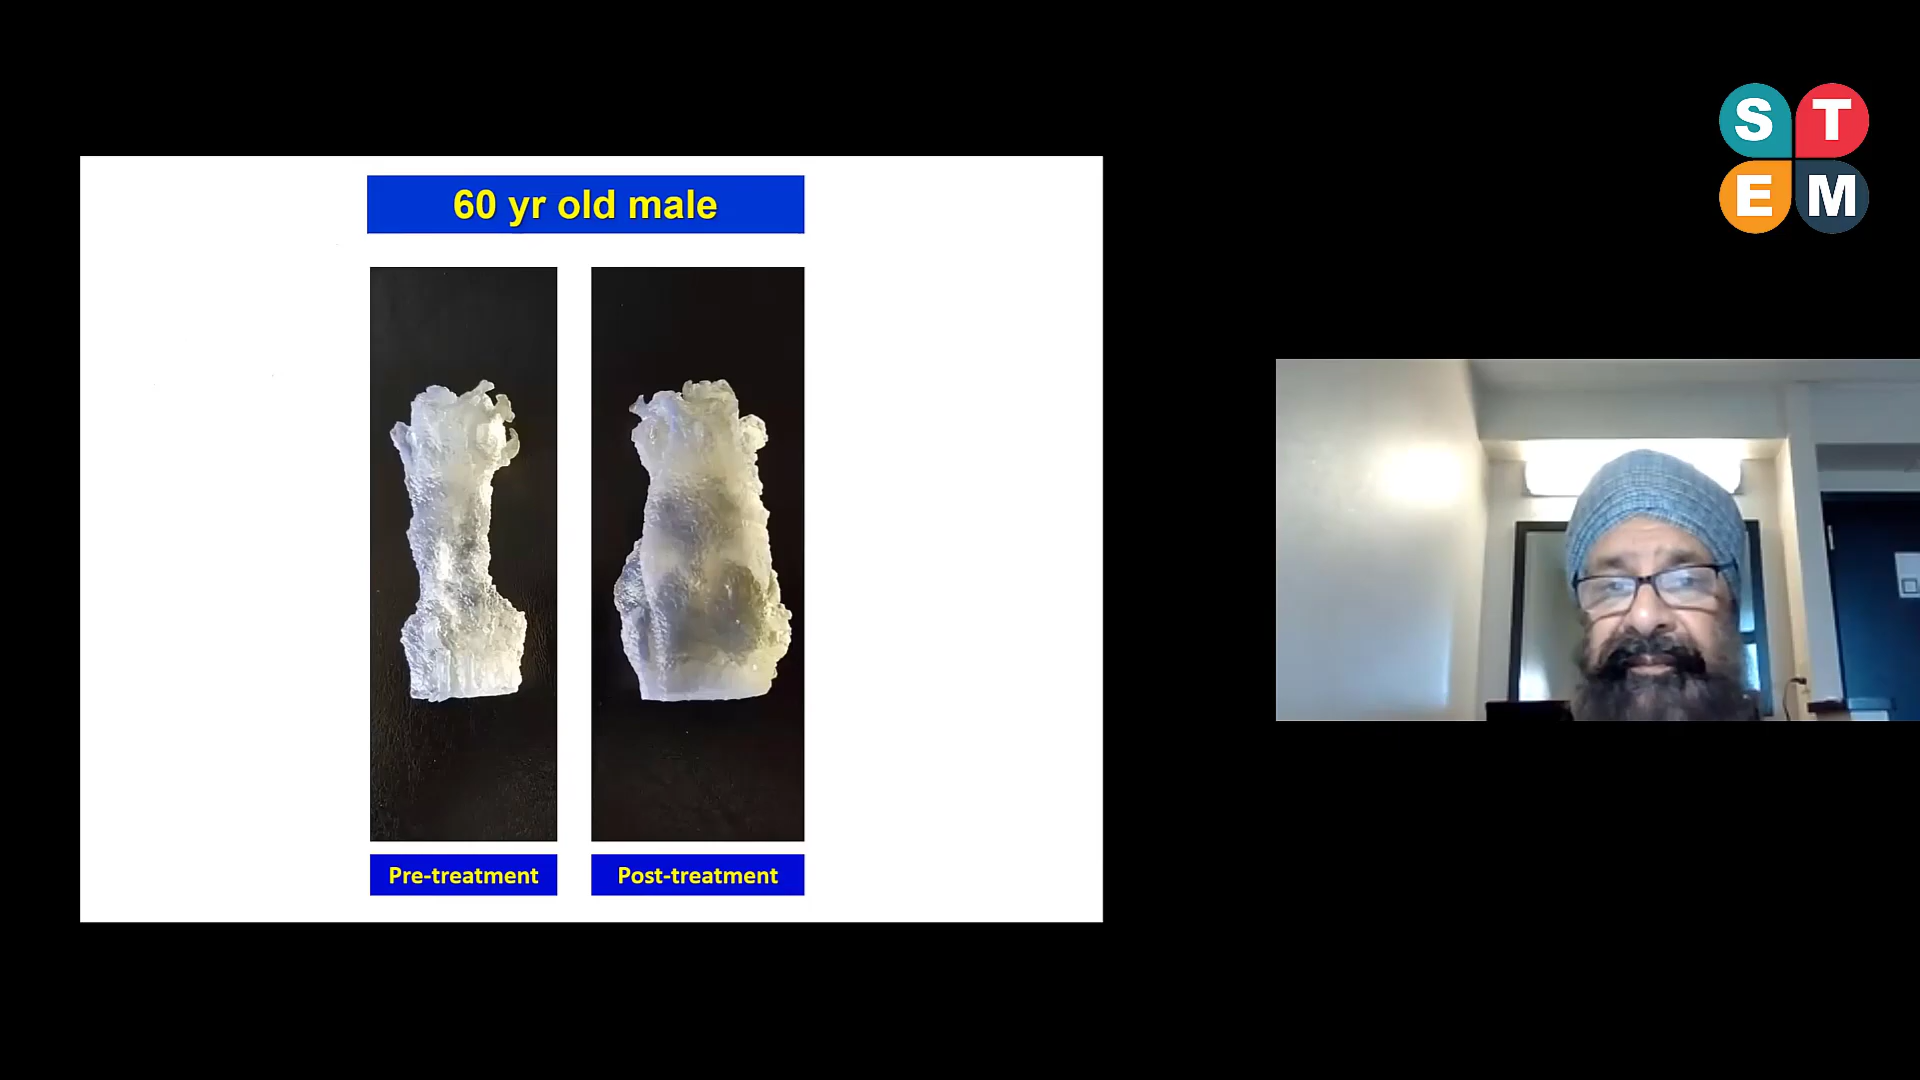 60 yr old male
Pre-treatment
Post-treatment
S T
E M